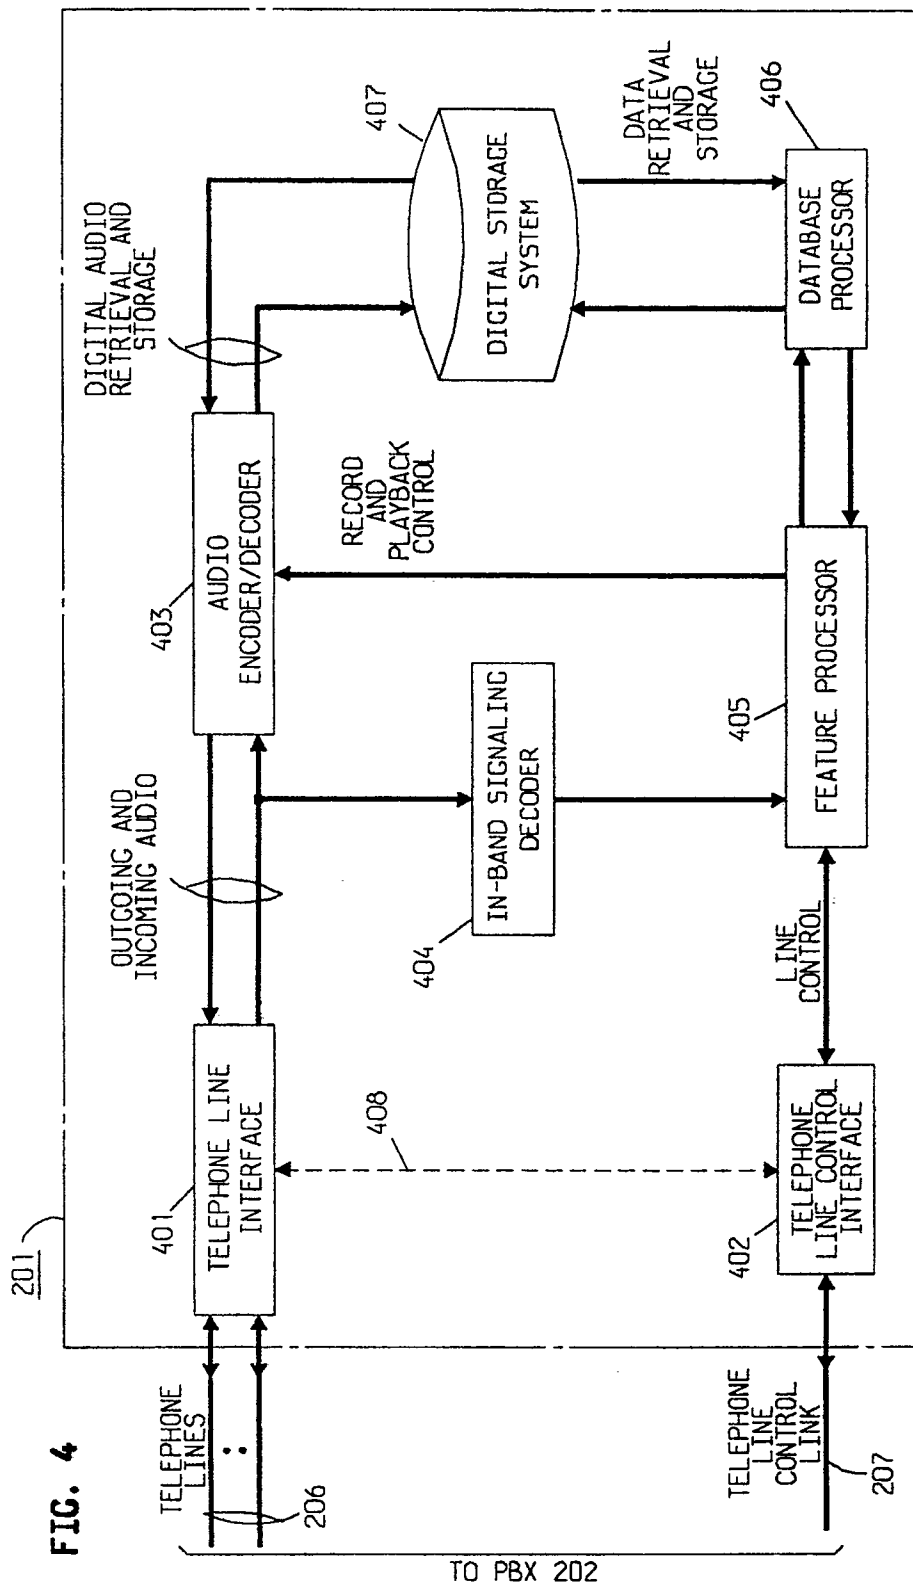 FIG. 4
201
TELEPHONE
LINES
206
TO PBX 202
TELEPHONE
LINE
CONTROL
LINK
207
401
TELEPHONE LINE
INTERFACE
408
402
TELEPHONE
LINE CONTROL
INTERFACE
OUTGOING AND
INCOMING AUDIO
404
IN-BAND SIGNALING
DECODER
LINE
CONTROL
403
AUDIO
ENCODER/DECODER
RECORD
AND
PLAYBACK
CONTROL
405
FEATURE PROCESSOR
DIGITAL AUDIO
RETRIEVAL AND
STORAGE
407
DIGITAL STORAGE
SYSTEM
DATA
RETRIEVAL
AND
STORAGE
406
DATABASE
PROCESSOR